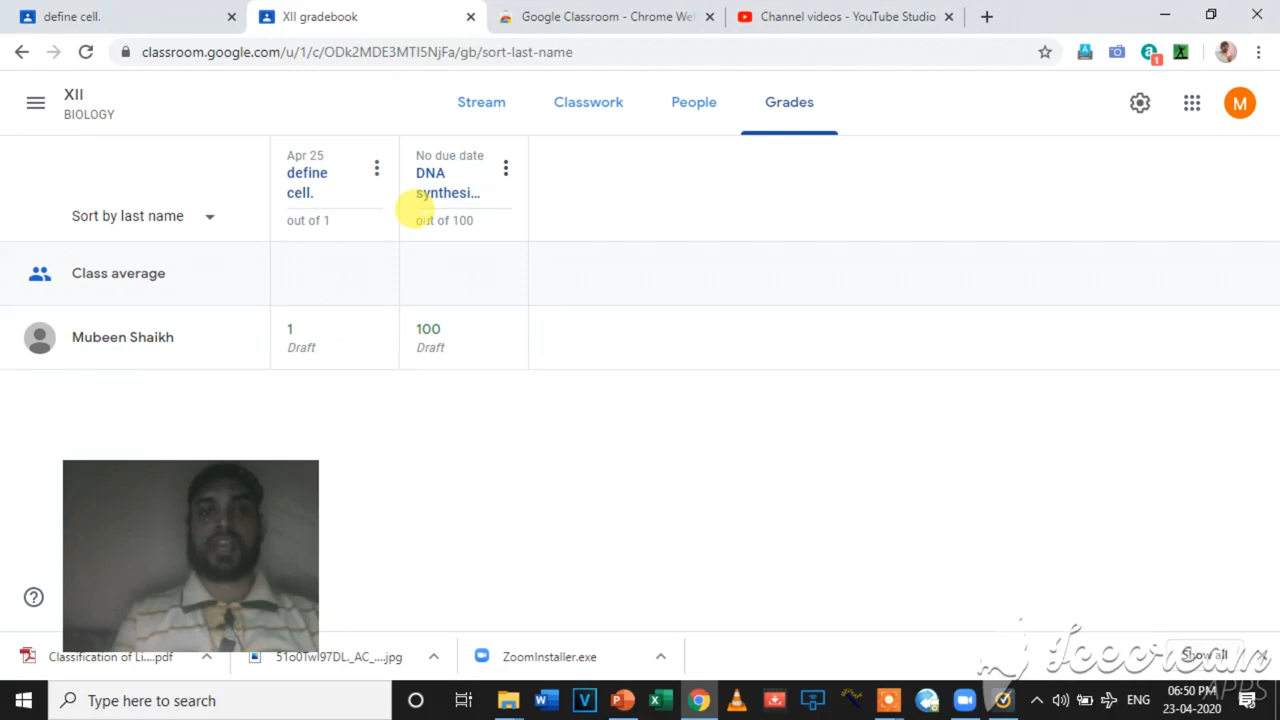 define cell.
XII gradebook
Google Classroom - Chrome We
Channel videos - YouTube Studio
classroom.google.com/u/1/c/ODk2MDE3MTI5NjFa/gb/sort-last-name
1
XII
BIOLOGY
Stream
Classwork
People
Grades
M
Apr 25
define
cell.
out of 1
No due date
DNA
synthesi...
out of 100
Sort by last name
Class average
Mubeen Shaikh
1
Draft
100
Draft
Classification of Li....pdf
51o0Twl97DL._AC_....jpg
ZoomInstaller.exe
Show all
Icecream
APPS
Type here to search
ENG
06:50 PM
23-04-2020